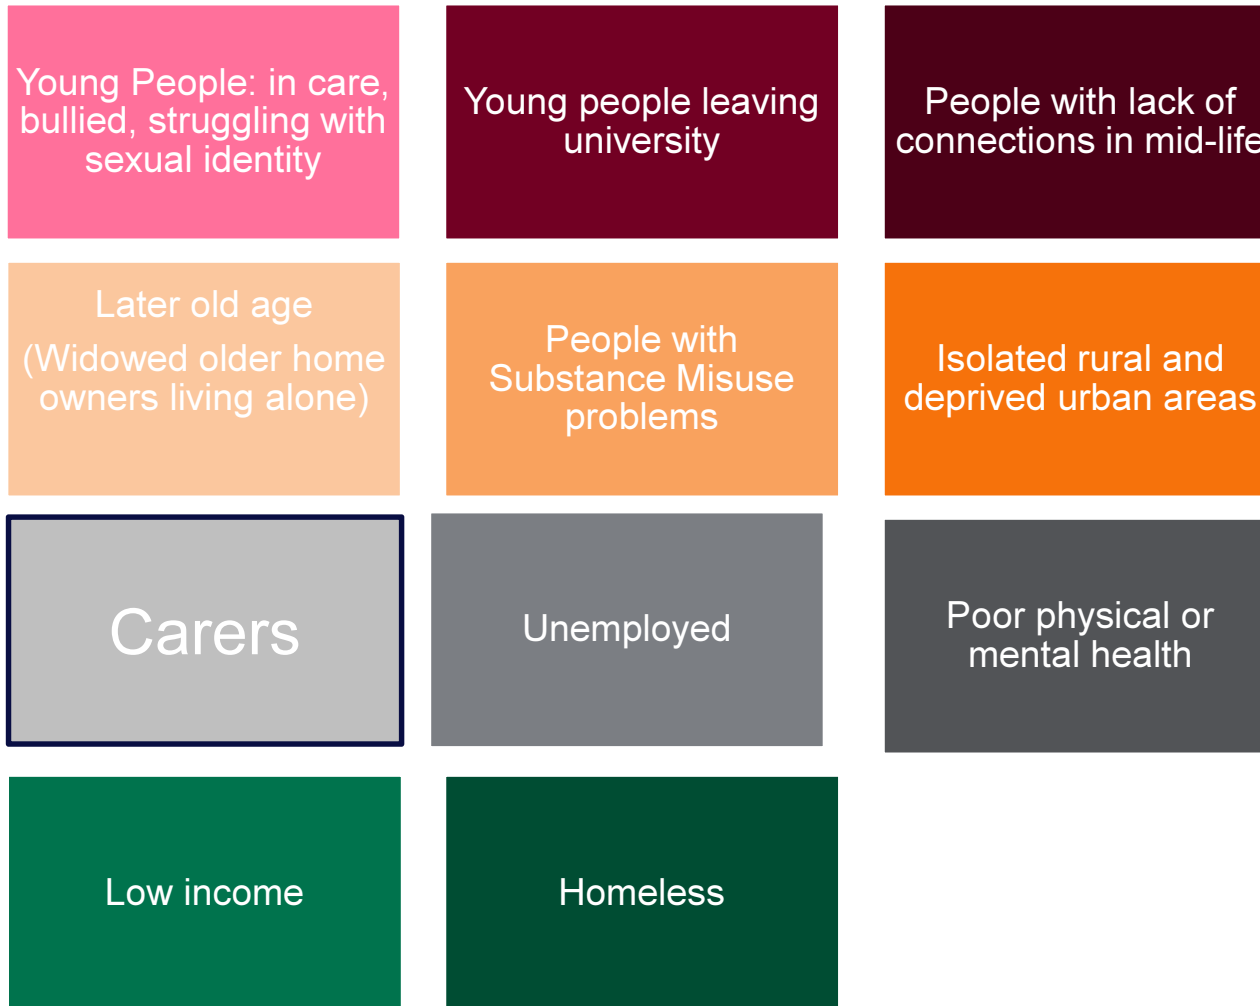 Young People: in care,
bullied, struggling with
sexual identity
Young people leaving
university
People with lack of
connections in mid-life
Later old age
(Widowed older home
owners living alone)
People with
Substance Misuse
problems
Isolated rural and
deprived urban areas
Carers
Unemployed
Poor physical or
mental health
Low income
Homeless